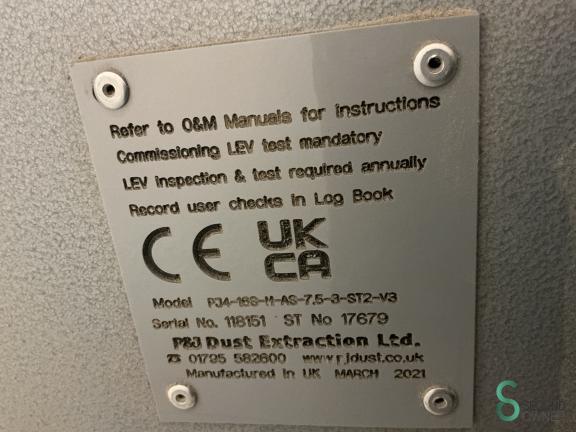 Refer to O&M Manuals for instructions
Commissioning LEV test mandatory
LEV inspection & test required annually
Record user checks in Log Book
CE UK
CA
Model PJ4-16S-M-AS-7.5-3-ST2-V3
Serial No. 118151 ST No 17679
P&J Dust Extraction Ltd.
☎ 01795 582600 www.pjdust.co.uk
Manufactured in UK MARCH 2021